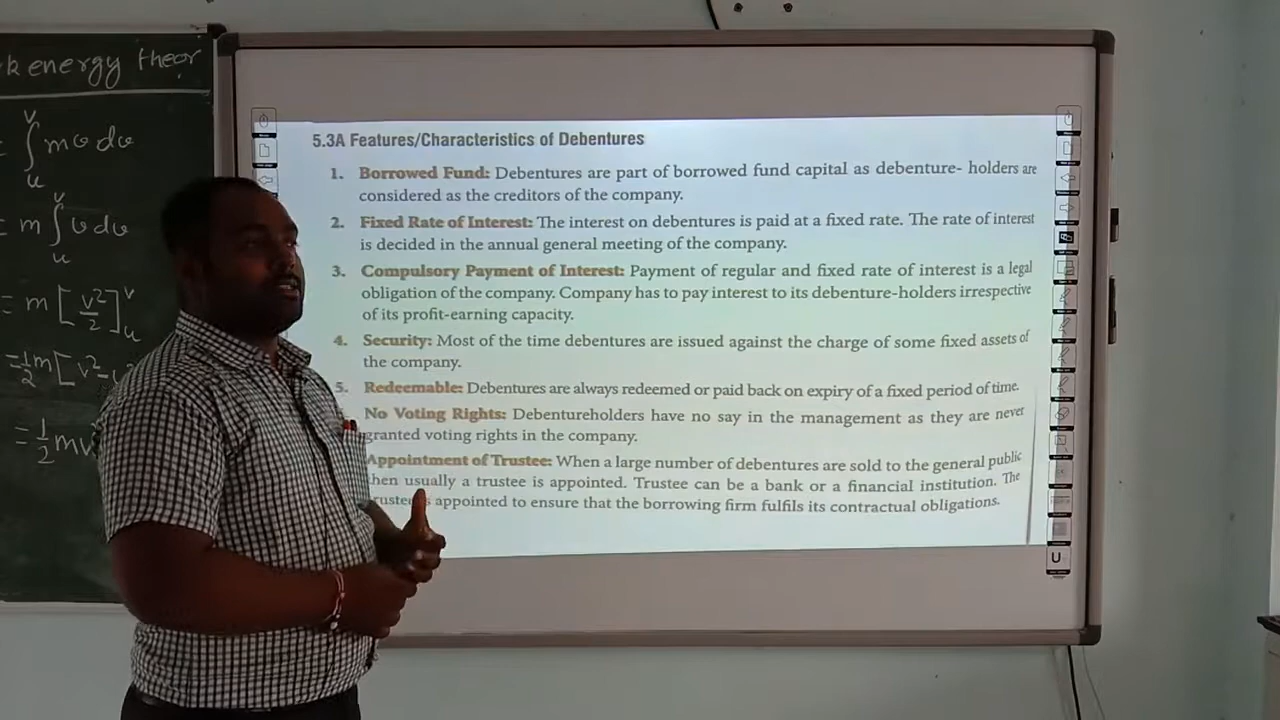 k energy theor
= ∫ mv dv
v
u
= m ∫ v dv
v
u
= m [v²/2]
v
u
= ½m[v²-
= ½mv
5.3A Features/Characteristics of Debentures
1. Borrowed Fund: Debentures are part of borrowed fund capital as debenture- holders are
considered as the creditors of the company.
2. Fixed Rate of Interest: The interest on debentures is paid at a fixed rate. The rate of interest
is decided in the annual general meeting of the company.
3. Compulsory Payment of Interest: Payment of regular and fixed rate of interest is a legal
obligation of the company. Company has to pay interest to its debenture-holders irrespective
of its profit-earning capacity.
4. Security: Most of the time debentures are issued against the charge of some fixed assets of
the company.
5. Redeemable: Debentures are always redeemed or paid back on expiry of a fixed period of time.
No Voting Rights: Debentureholders have no say in the management as they are never
granted voting rights in the company.
Appointment of Trustee: When a large number of debentures are sold to the general public
then usually a trustee is appointed. Trustee can be a bank or a financial institution. The
trustee is appointed to ensure that the borrowing firm fulfils its contractual obligations.
U